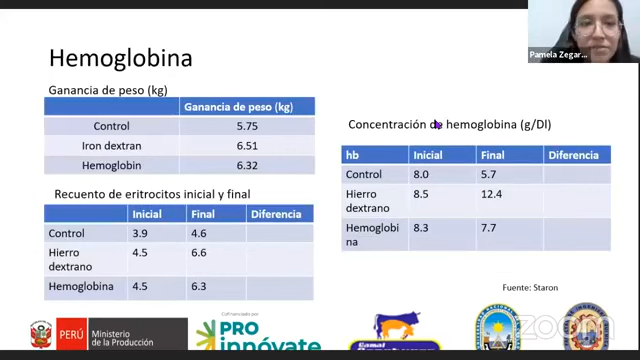 Pamela Zegar...
Hemoglobina
Ganancia de peso (kg)
Ganancia de peso (kg)
Control 5.75
Iron dextran 6.51
Hemoglobin 6.32
Recuento de eritrocitos inicial y final
Inicial Final Diferencia
Control 3.9 4.6
Hierro dextrano 4.5 6.6
Hemoglobina 4.5 6.3
Concentración de hemoglobina (g/Dl)
hb Inicial Final Diferencia
Control 8.0 5.7
Hierro
dextrano 8.5 12.4
Hemoglobi
na 8.3 7.7
Fuente: Staron
PERÚ
Ministerio
de la Producción
Cofinanciado por:
PRO
innóvate
Camal
zoom